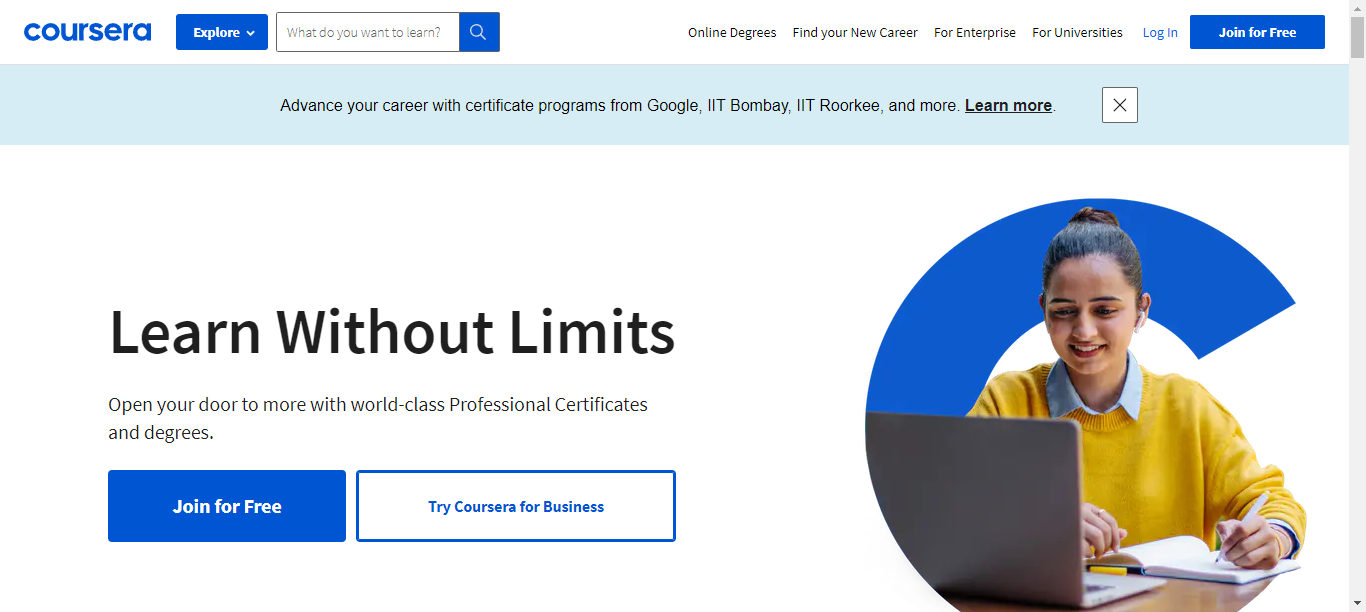 coursera
Explore
What do you want to learn?
Online Degrees
Find your New Career
For Enterprise
For Universities
Log In
Join for Free
Advance your career with certificate programs from Google, IIT Bombay, IIT Roorkee, and more. Learn more.
Learn Without Limits
Open your door to more with world-class Professional Certificates
and degrees.
Join for Free
Try Coursera for Business